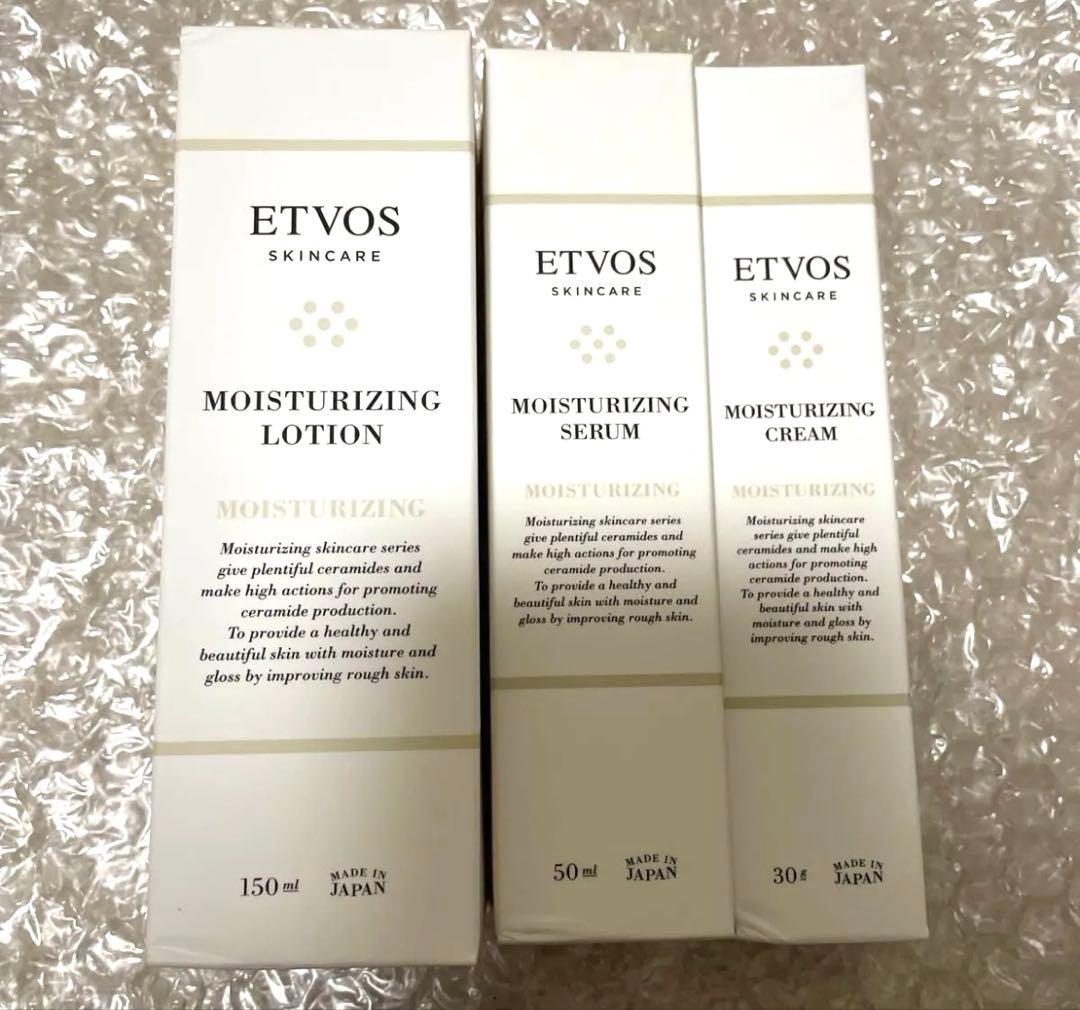 ETVOS
SKINCARE
MOISTURIZING
LOTION
MOISTURIZING
Moisturizing skincare series
give plentiful ceramides and
make high actions for promoting
ceramide production.
To provide a healthy and
beautiful skin with moisture and
gloss by improving rough skin.
150 ml
MADE IN
JAPAN
ETVOS
SKINCARE
MOISTURIZING
SERUM
MOISTURIZING
Moisturizing skincare series
give plentiful ceramides and
make high actions for promoting
ceramide production.
To provide a healthy and
beautiful skin with moisture and
gloss by improving rough skin.
50 ml
MADE IN
JAPAN
ETVOS
SKINCARE
MOISTURIZING
CREAM
MOISTURIZING
Moisturizing skincare
series give plentiful
ceramides and make high
actions for promoting
ceramide production.
To provide a healthy and
beautiful skin with
moisture and gloss by
improving rough skin.
30 g
MADE IN
JAPAN